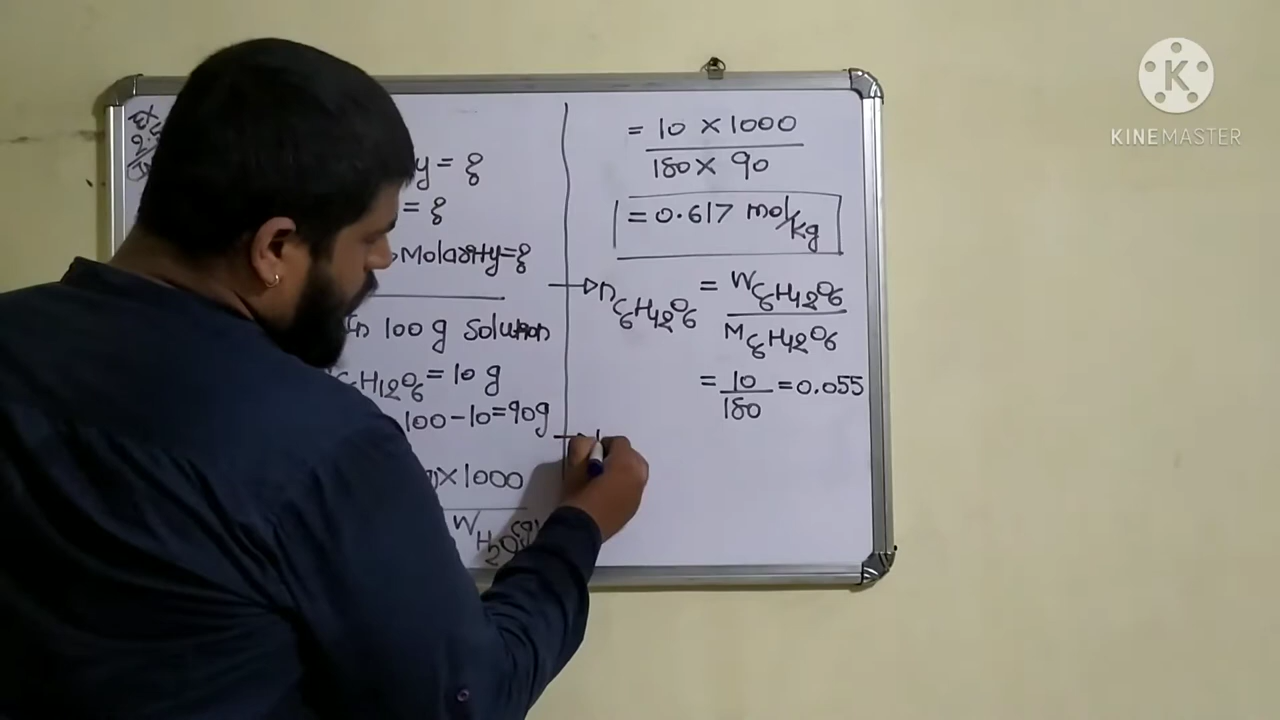 y = ?
= ?
Molarity = ?
In 100 g solution
C6H12O6 = 10 g
100 - 10 = 90g
× 1000
W H2O
= 10 × 1000
180 × 90
= 0.617 mol/kg
n C6H12O6 = W C6H12O6
M C6H12O6
= 10 = 0.055
180
KINEMASTER